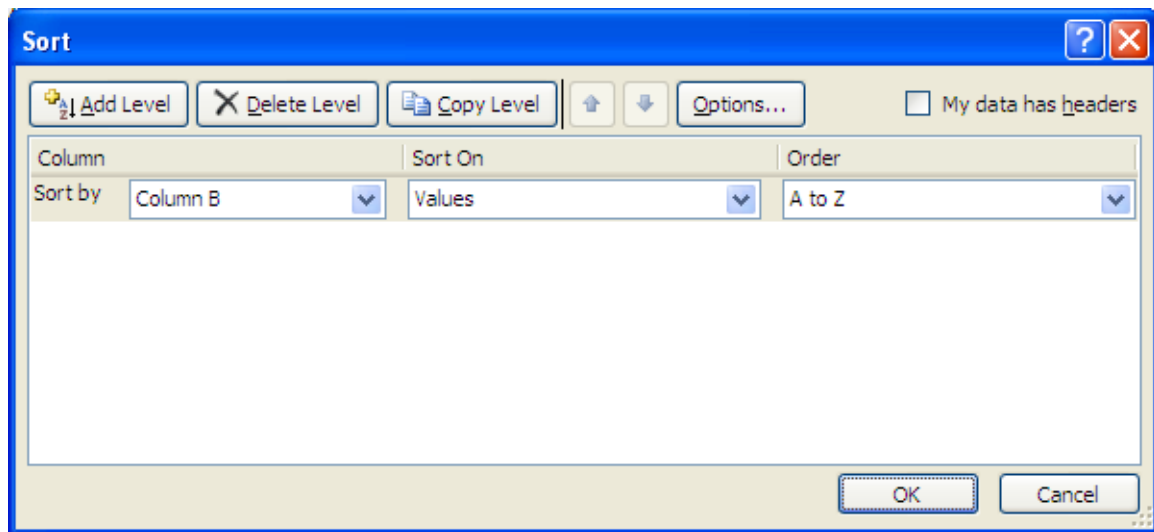 Sort
Add Level Delete Level Copy Level Options... My data has headers
Column Sort On Order
Sort by Column B Values A to Z
OK Cancel